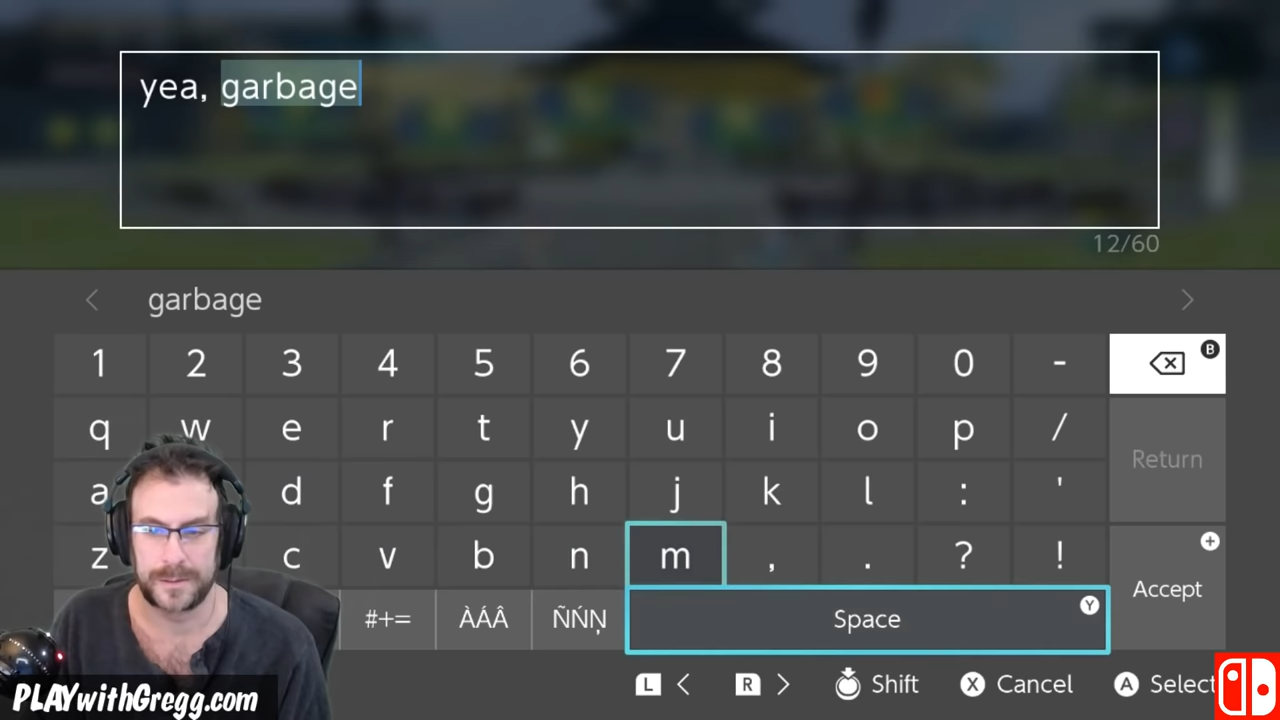 yea, garbage
12/60
garbage
1 2 3 4 5 6 7 8 9 0 - B
q w e r t y u i o p / Return
a d f g h j k l : '
z c v b n m , . ? ! + Accept
#+= ÀÁÂ ÑŃŅ Space Y
L R Shift X Cancel A Select
PLAYwithGregg.com